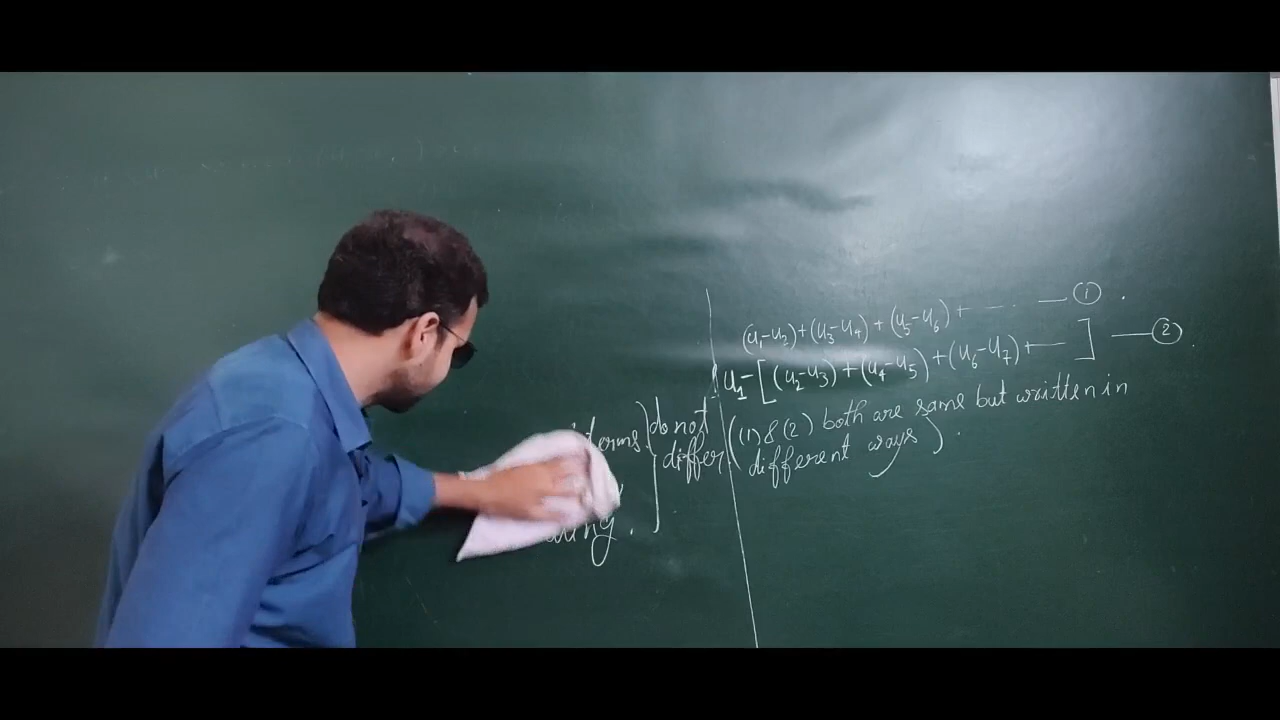 (u₁-u₂)+(u₃-u₄)+(u₅-u₆)+ ---- — ①
u₁-[(u₂-u₃)+(u₄-u₅)+(u₆-u₇)+— ] — ②
terms. } do not
differ
((1) & (2) both are same but written in
different ways).